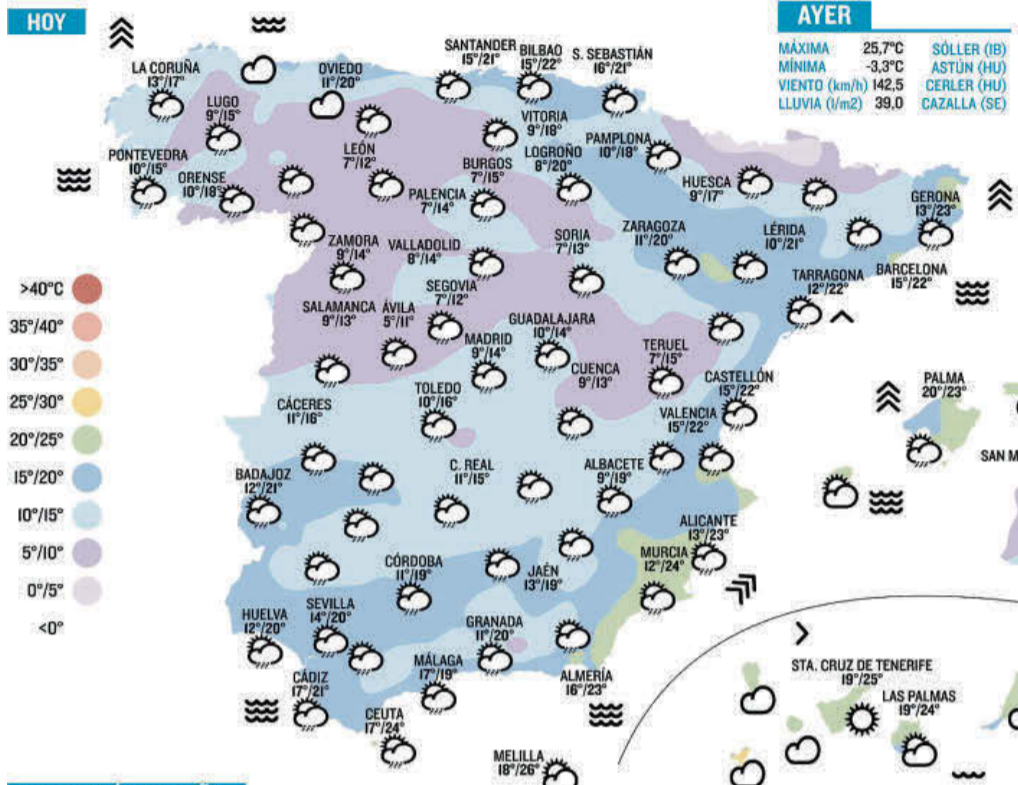 HOY
AYER
MÁXIMA 25,7°C SÓLLER (IB)
MÍNIMA -3,3°C ASTÚN (HU)
VIENTO (km/h) 142,5 CERLER (HU)
LLUVIA (l/m2) 39,0 CAZALLA (SE)
LA CORUÑA
13°/17°
OVIEDO
11°/20°
SANTANDER
15°/21°
BILBAO
15°/22°
S. SEBASTIÁN
16°/21°
LUGO
9°/15°
VITORIA
9°/18°
PAMPLONA
10°/18°
PONTEVEDRA
10°/15°
ORENSE
10°/18°
LEÓN
7°/12°
BURGOS
7°/15°
LOGROÑO
8°/20°
HUESCA
9°/17°
GERONA
13°/23°
PALENCIA
7°/14°
ZAMORA
9°/14°
VALLADOLID
8°/14°
SORIA
7°/13°
ZARAGOZA
11°/20°
LÉRIDA
10°/21°
BARCELONA
15°/22°
TARRAGONA
12°/22°
SALAMANCA
9°/13°
ÁVILA
5°/11°
SEGOVIA
7°/12°
MADRID
9°/14°
GUADALAJARA
10°/14°
CUENCA
9°/13°
TERUEL
7°/15°
CASTELLÓN
15°/22°
PALMA
20°/23°
CÁCERES
11°/16°
TOLEDO
10°/16°
VALENCIA
15°/22°
SAN M
BADAJOZ
12°/21°
C. REAL
11°/15°
ALBACETE
9°/19°
ALICANTE
13°/23°
MURCIA
12°/24°
CÓRDOBA
11°/19°
JAÉN
13°/19°
HUELVA
12°/20°
SEVILLA
14°/20°
GRANADA
11°/20°
CÁDIZ
17°/21°
MÁLAGA
17°/19°
ALMERÍA
16°/23°
CEUTA
17°/24°
MELILLA
18°/26°
STA. CRUZ DE TENERIFE
19°/25°
LAS PALMAS
19°/24°
>40°C
35°/40°
30°/35°
25°/30°
20°/25°
15°/20°
10°/15°
5°/10°
0°/5°
<0°